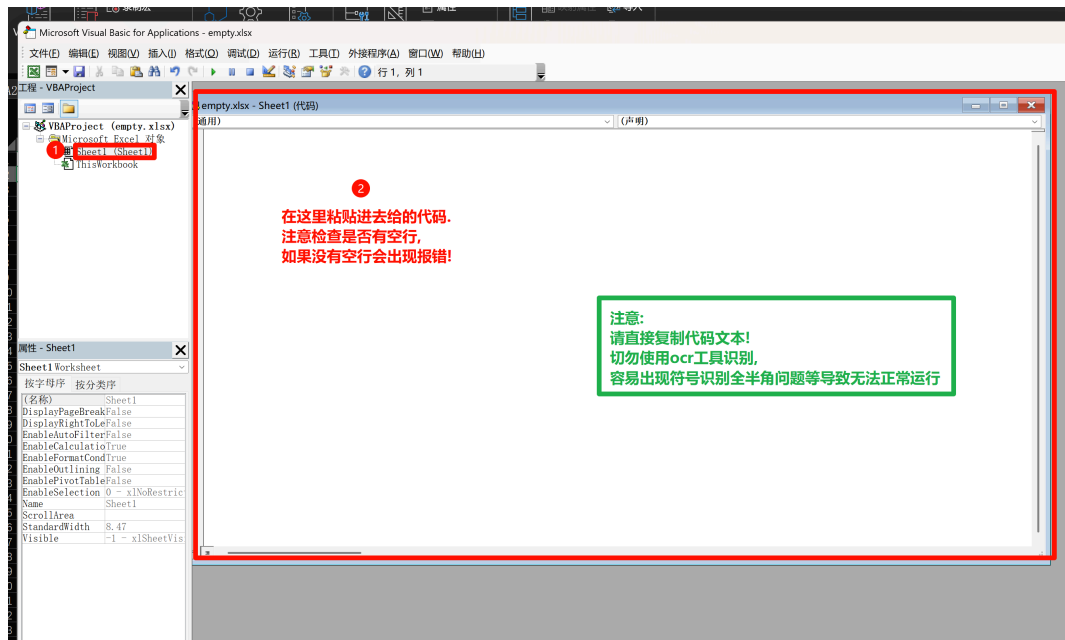 录制宏
属性
Microsoft Visual Basic for Applications - empty.xlsx
文件(F) 编辑(E) 视图(V) 插入(I) 格式(O) 调试(D) 运行(R) 工具(T) 外接程序(A) 窗口(W) 帮助(H)
行 1, 列 1
工程 - VBAProject
VBAProject (empty.xlsx)
Microsoft Excel 对象
1
Sheet1 (Sheet1)
ThisWorkbook
empty.xlsx - Sheet1 (代码)
通用)
(声明)
2
在这里粘贴进去给的代码.
注意检查是否有空行,
如果没有空行会出现报错!
注意:
请直接复制代码文本!
切勿使用ocr工具识别,
容易出现符号识别全半角问题等导致无法正常运行
属性 - Sheet1
Sheet1 Worksheet
按字母序 按分类序
(名称) Sheet1
DisplayPageBreak False
DisplayRightToLe False
EnableAutoFilter False
EnableCalculatio True
EnableFormatCond True
EnableOutlining False
EnablePivotTable False
EnableSelection 0 - xlNoRestric
Name Sheet1
ScrollArea
StandardWidth 8.47
Visible -1 - xlSheetVis